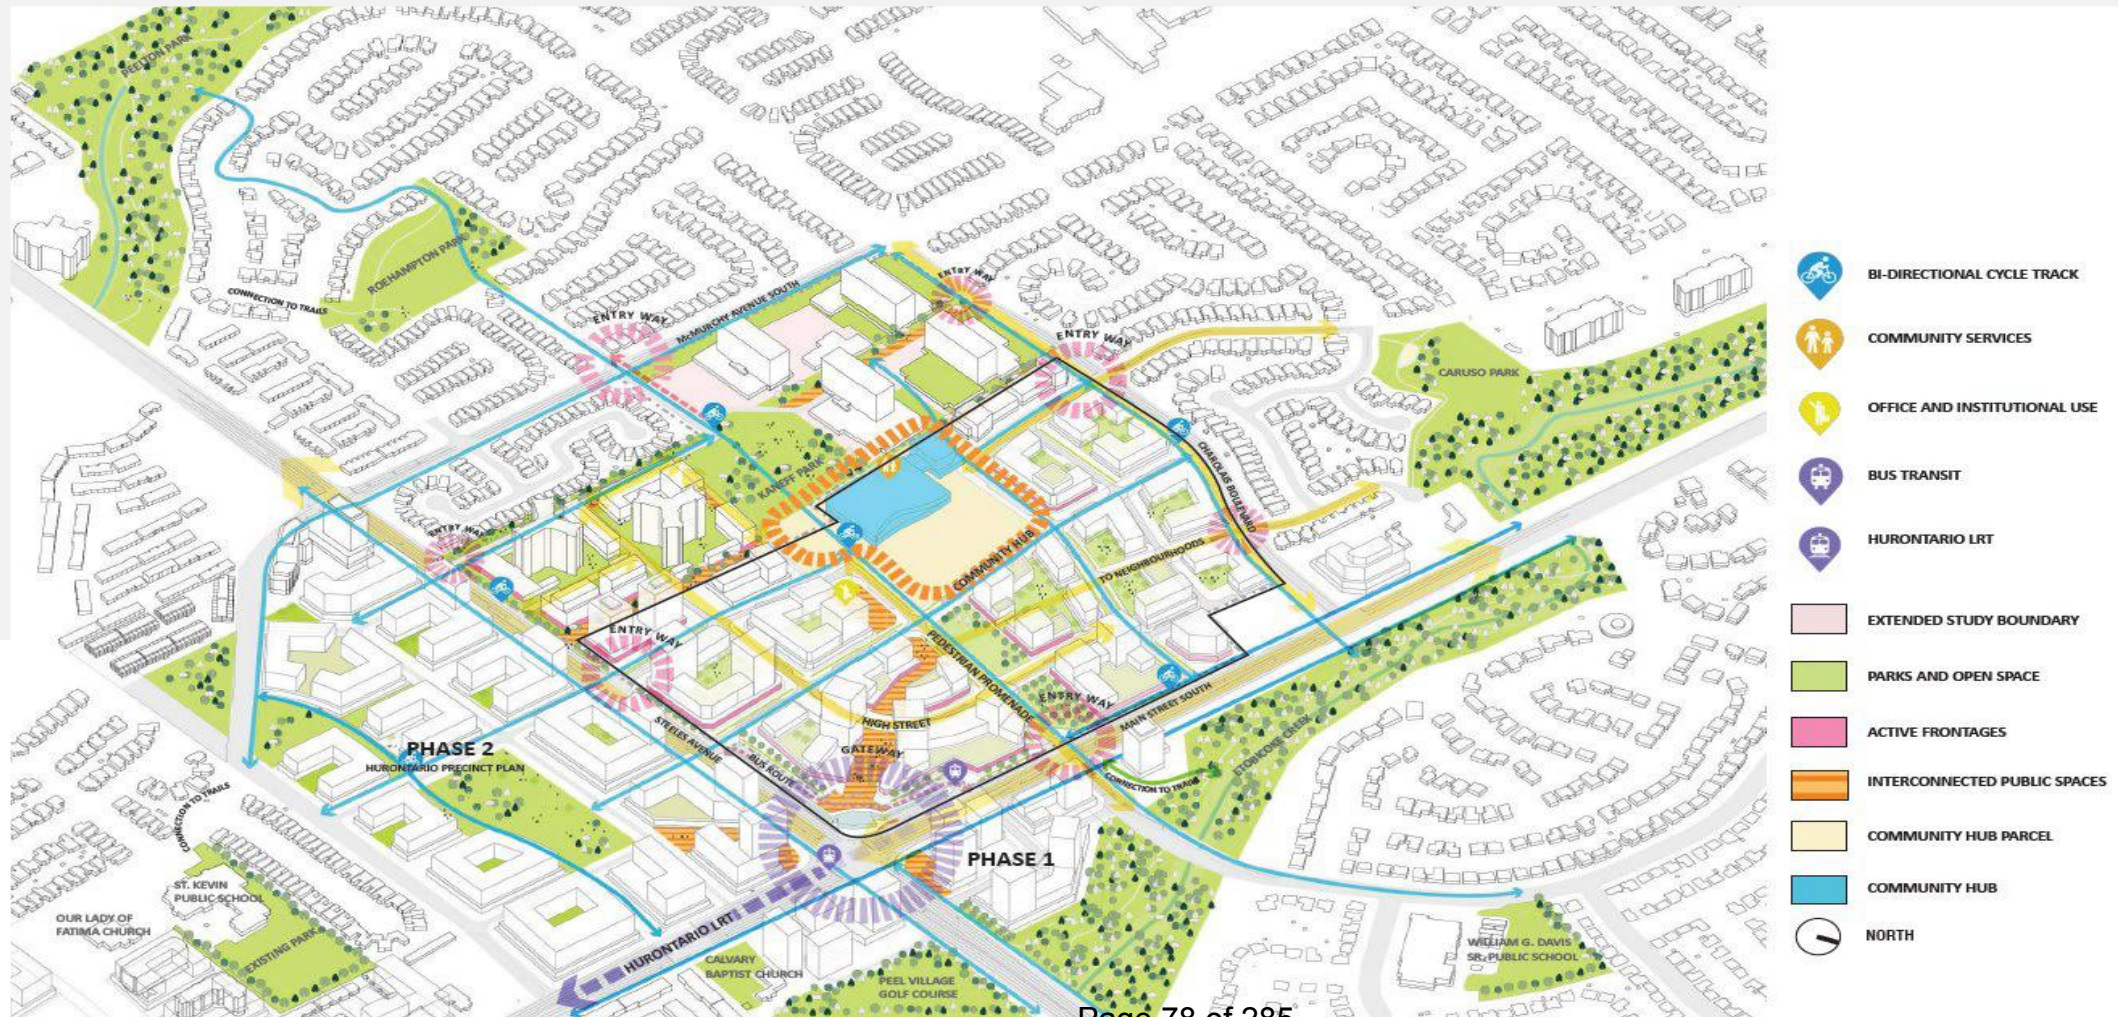 PEELTON PARK
ROEHAMPTON PARK
CONNECTION TO TRAILS
ENTRY WAY
McMURCHY AVENUE SOUTH
ENTRY WAY
ENTRY WAY
CARUSO PARK
KANEFF PARK
CHAROLAIS BOULEVARD
ENTRY WAY
COMMUNITY HUB
TO NEIGHBOURHOODS
ENTRY WAY
PEDESTRIAN PROMENADE
ENTRY WAY
MAIN STREET SOUTH
HIGH STREET
GATEWAY
STEELES AVENUE
BUS ROUTE
ETOBICOKE CREEK
CONNECTION TO TRAILS
PHASE 2
HURONTARIO PRECINCT PLAN
CONNECTION TO TRAILS
PHASE 1
ST. KEVIN
PUBLIC SCHOOL
OUR LADY OF
FATIMA CHURCH
EXISTING PARK
HURONTARIO LRT
CALVARY
BAPTIST CHURCH
PEEL VILLAGE
GOLF COURSE
WILLIAM G. DAVIS
SR. PUBLIC SCHOOL
BI-DIRECTIONAL CYCLE TRACK
COMMUNITY SERVICES
OFFICE AND INSTITUTIONAL USE
BUS TRANSIT
HURONTARIO LRT
EXTENDED STUDY BOUNDARY
PARKS AND OPEN SPACE
ACTIVE FRONTAGES
INTERCONNECTED PUBLIC SPACES
COMMUNITY HUB PARCEL
COMMUNITY HUB
NORTH
Page 78 of 285